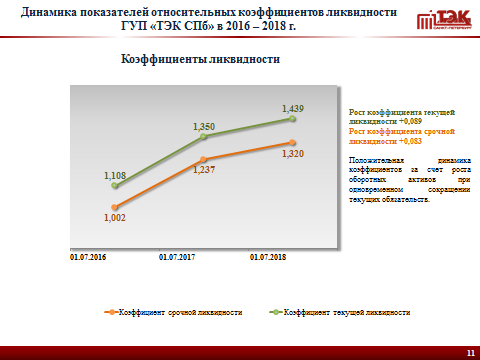 Динамика показателей относительных коэффициентов ликвидности
ГУП «ТЭК СПб» в 2016 – 2018 г.
ТЭК
САНКТ-ПЕТЕРБУРГ
Коэффициенты ликвидности
1,439
1,350
1,320
1,237
1,108
1,002
01.07.2016 01.07.2017 01.07.2018
Рост коэффициента текущей
ликвидности +0,089
Рост коэффициента срочной
ликвидности +0,083
Положительная динамика
коэффициентов за счет роста
оборотных активов при
одновременном сокращении
текущих обязательств.
Коэффициент срочной ликвидности Коэффициент текущей ликвидности
11